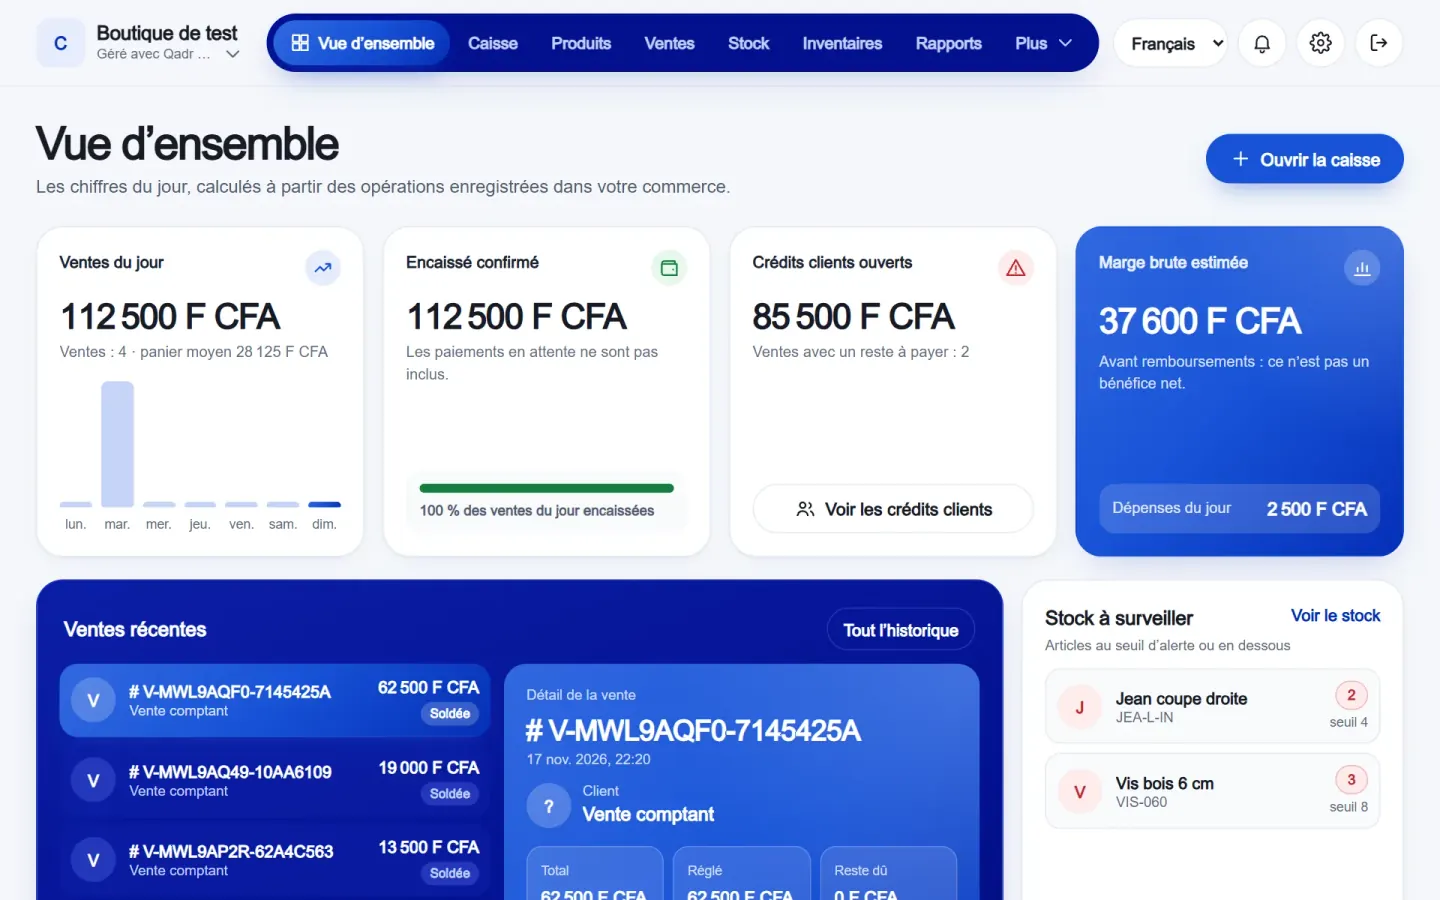 C
Boutique de test
Géré avec Qadr ...
Vue d’ensemble
Caisse
Produits
Ventes
Stock
Inventaires
Rapports
Plus
Français
Vue d’ensemble
Les chiffres du jour, calculés à partir des opérations enregistrées dans votre commerce.
+ Ouvrir la caisse
Ventes du jour
112 500 F CFA
Ventes : 4 · panier moyen 28 125 F CFA
lun. mar. mer. jeu. ven. sam. dim.
Encaissé confirmé
112 500 F CFA
Les paiements en attente ne sont pas
inclus.
100 % des ventes du jour encaissées
Crédits clients ouverts
85 500 F CFA
Ventes avec un reste à payer : 2
Voir les crédits clients
Marge brute estimée
37 600 F CFA
Avant remboursements : ce n’est pas un
bénéfice net.
Dépenses du jour 2 500 F CFA
Ventes récentes
Tout l’historique
V
# V-MWL9AQF0-7145425A
62 500 F CFA
Vente comptant
Soldée
V
# V-MWL9AQ49-10AA6109
19 000 F CFA
Vente comptant
Soldée
V
# V-MWL9AP2R-62A4C563
13 500 F CFA
Vente comptant
Soldée
Détail de la vente
# V-MWL9AQF0-7145425A
17 nov. 2026, 22:20
?
Client
Vente comptant
Total
62 500 F CFA
Réglé
62 500 F CFA
Reste dû
0 F CFA
Stock à surveiller
Voir le stock
Articles au seuil d’alerte ou en dessous
J
Jean coupe droite
JEA-L-IN
2
seuil 4
V
Vis bois 6 cm
VIS-060
3
seuil 8